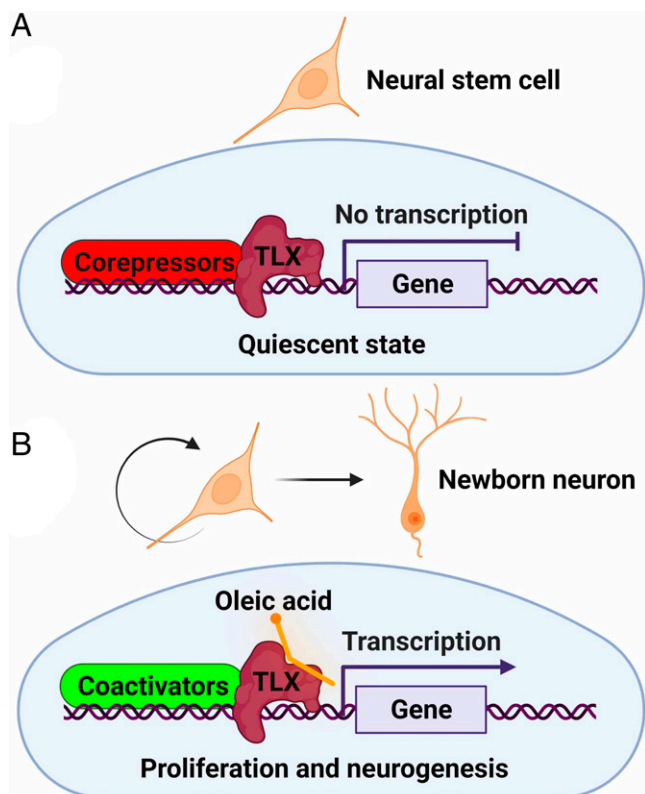 A
Neural stem cell
No transcription
Corepressors
TLX
Gene
Quiescent state
B
Newborn neuron
Oleic acid
Transcription
Coactivators
TLX
Gene
Proliferation and neurogenesis